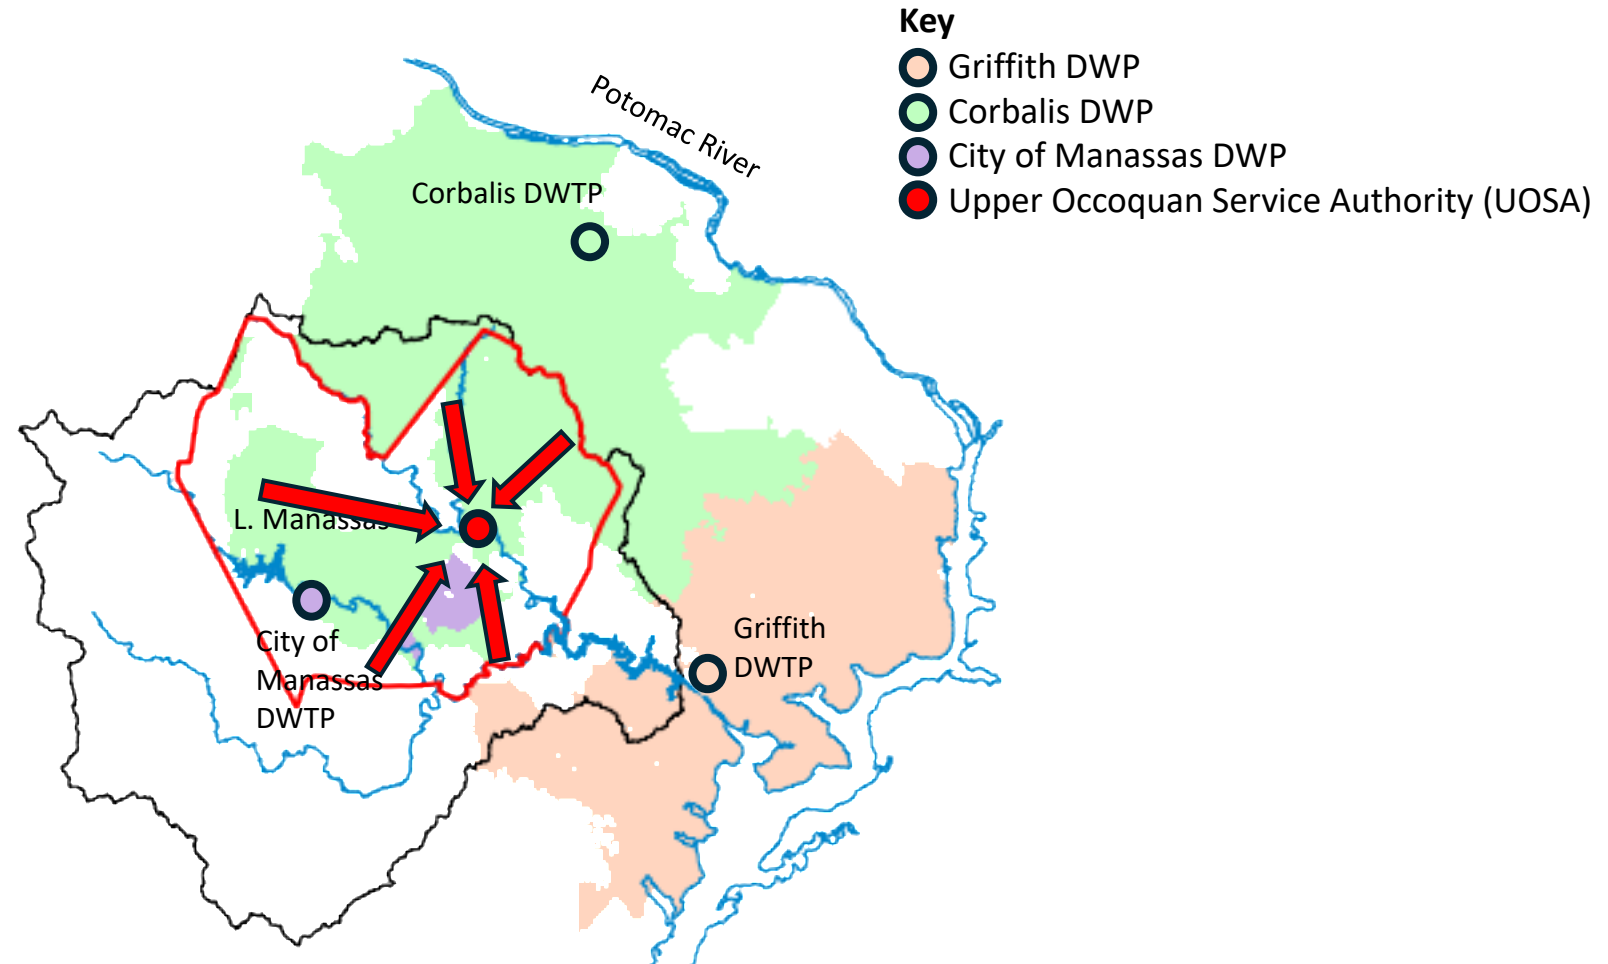 Key
Griffith DWP
Corbalis DWP
City of Manassas DWP
Upper Occoquan Service Authority (UOSA)
Potomac River
Corbalis DWTP
L. Manassas
City of
Manassas
DWTP
Griffith
DWTP